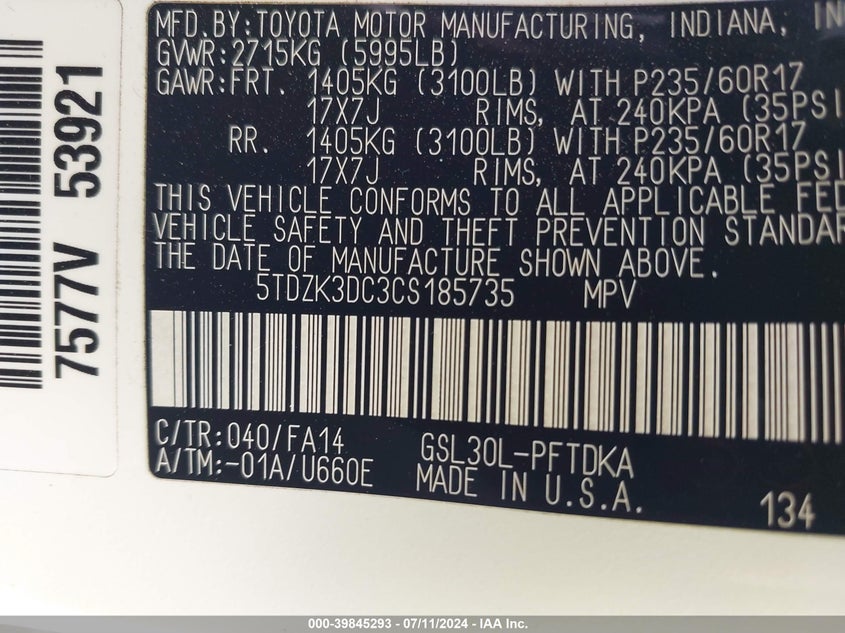 MFD.BY:TOYOTA MOTOR MANUFACTURING, INDIANA,
GVWR:2715KG (5995LB)
GAWR:FRT. 1405KG (3100LB) WITH P235/60R17
17X7J RIMS, AT 240KPA (35PSI
RR. 1405KG (3100LB) WITH P235/60R17
17X7J RIMS, AT 240KPA (35PSI
THIS VEHICLE CONFORMS TO ALL APPLICABLE FED
VEHICLE SAFETY AND THEFT PREVENTION STANDAR
THE DATE OF MANUFACTURE SHOWN ABOVE.
5TDZK3DC3CS185735 MPV
C/TR:040/FA14 GSL30L-PFTDKA
A/TM:-01A/U660E MADE IN U.S.A.
134
7577V 53921
000-39845293 - 07/11/2024 - IAA Inc.